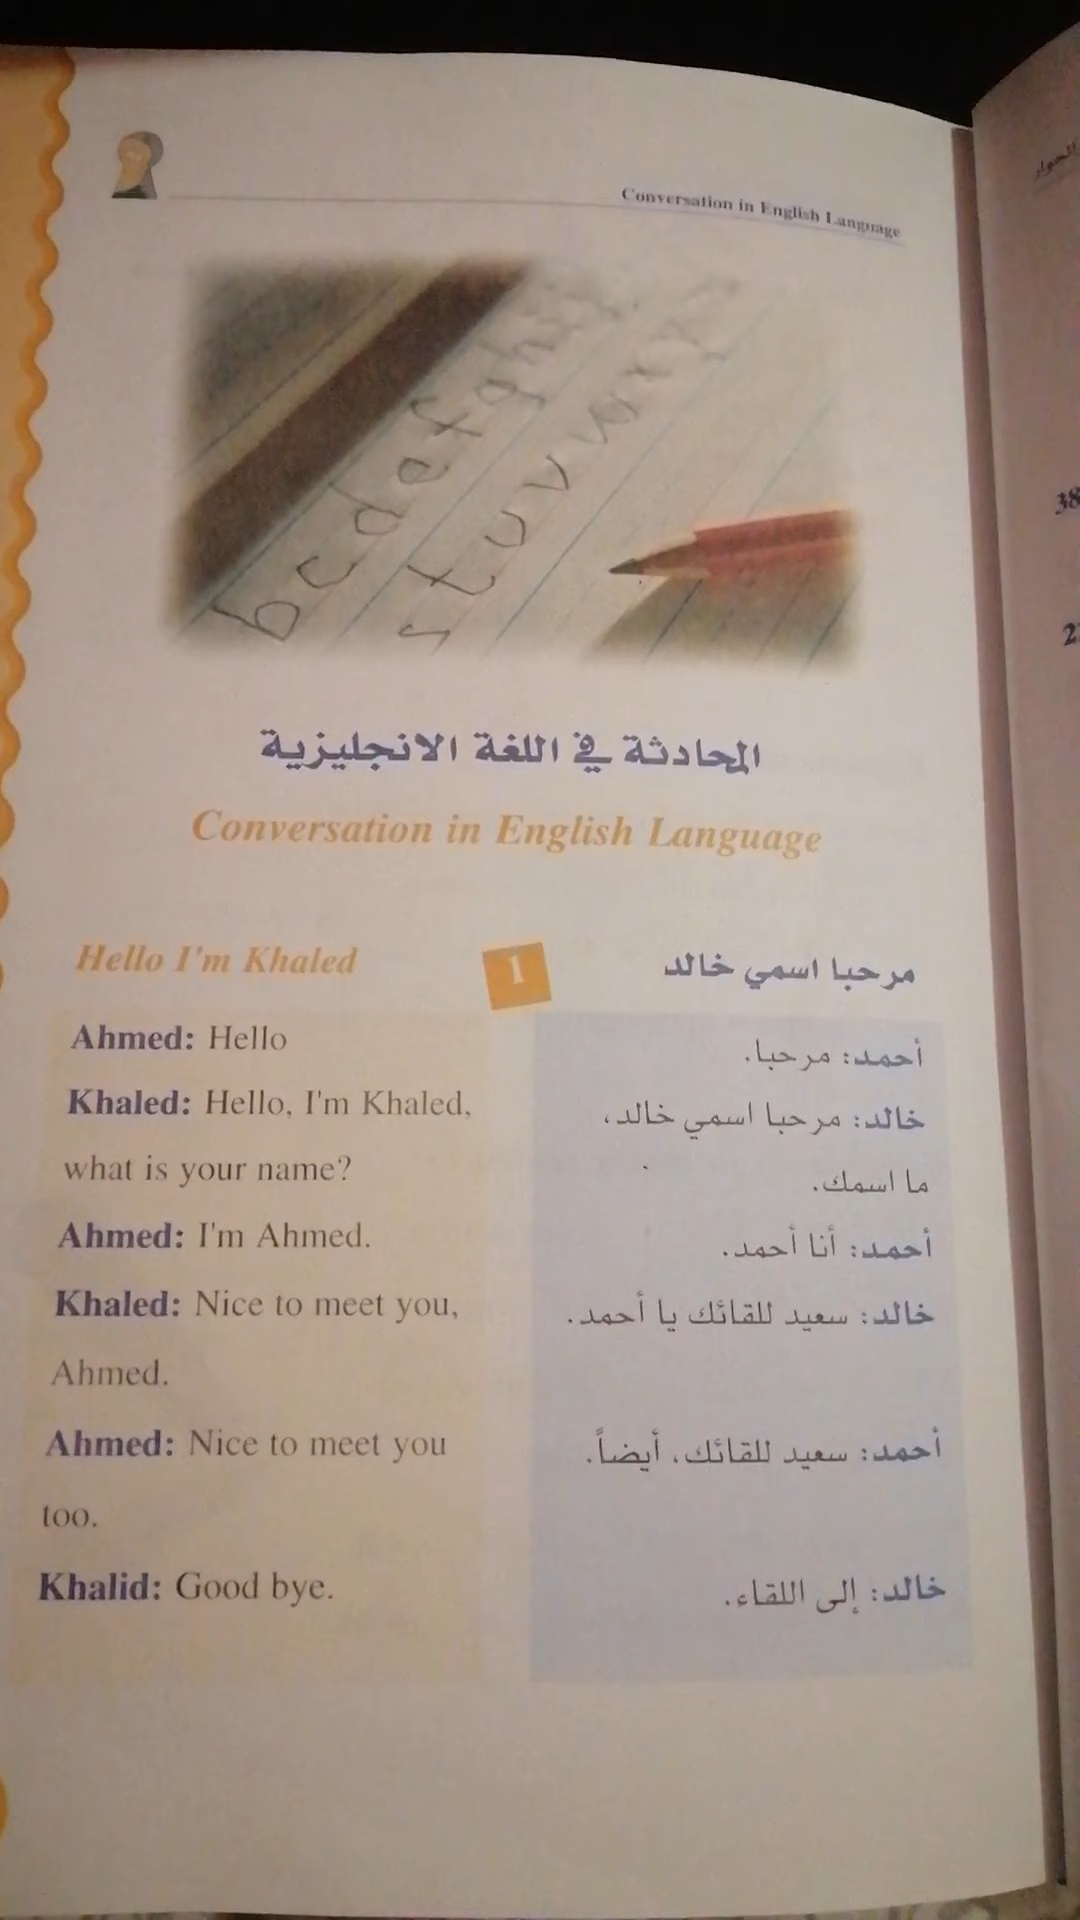 Conversation in English Language
b c d e f g h
s t u v w x y
المحادثة في اللغة الانجليزية
Conversation in English Language
Hello I'm Khaled
1
مرحبا اسمي خالد
Ahmed: Hello
Khaled: Hello, I'm Khaled,
what is your name?
Ahmed: I'm Ahmed.
Khaled: Nice to meet you,
Ahmed.
Ahmed: Nice to meet you
too.
Khalid: Good bye.
أحمد: مرحبا.
خالد: مرحبا اسمي خالد،
ما اسمك.
أحمد: أنا أحمد.
خالد: سعيد للقائك يا أحمد.
أحمد: سعيد للقائك، أيضاً.
خالد: إلى اللقاء.
الحوار
38